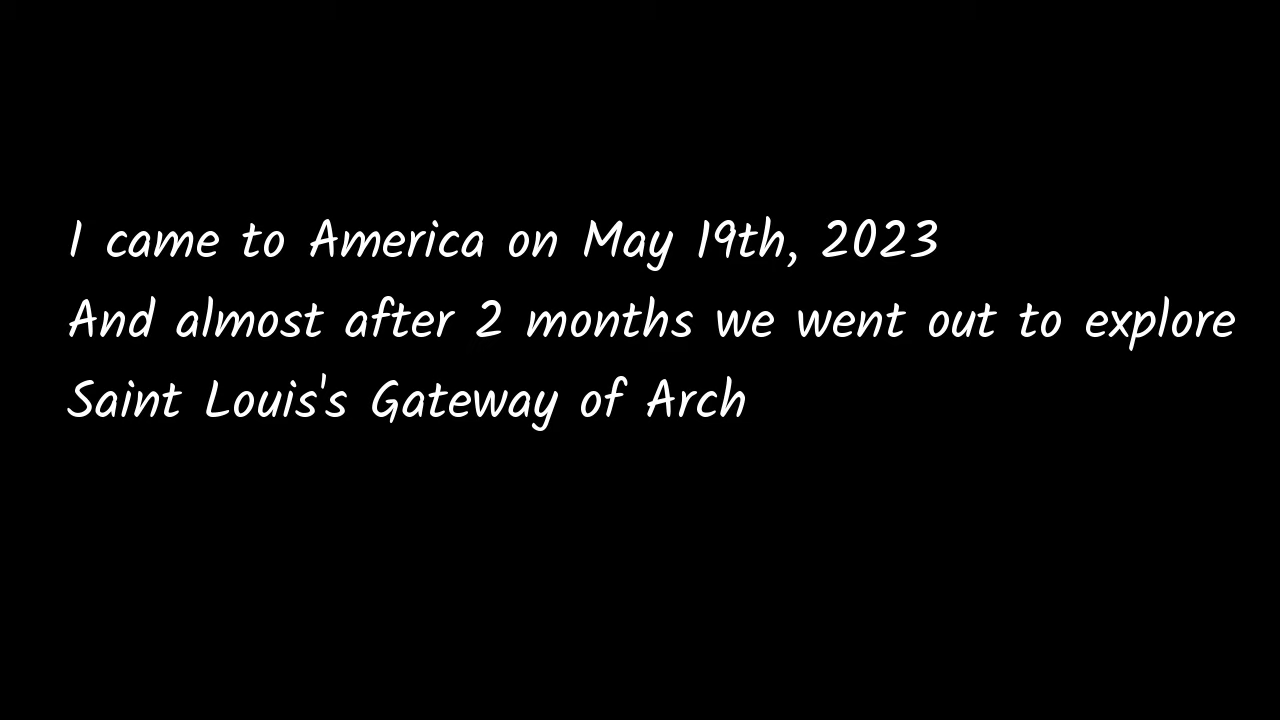 I came to America on May 19th, 2023
And almost after 2 months we went out to explore
Saint Louis's Gateway of Arch